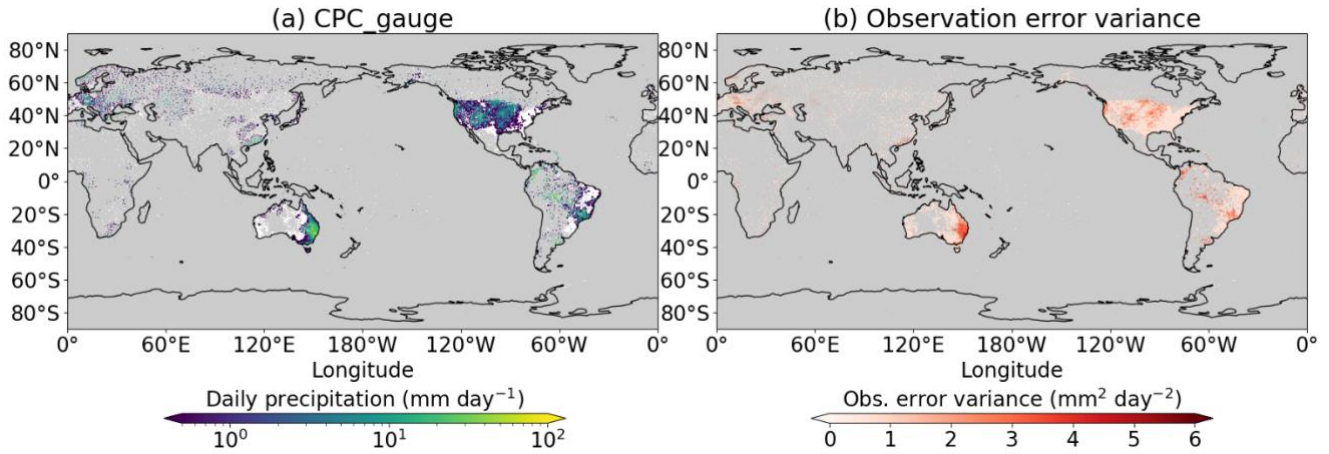 (a) CPC_gauge
80°N
60°N
40°N
20°N
0°
20°S
40°S
60°S
80°S
0° 60°E 120°E 180°W 120°W 60°W 0°
Longitude
Daily precipitation (mm day⁻¹)
10⁰ 10¹ 10²
(b) Observation error variance
80°N
60°N
40°N
20°N
0°
20°S
40°S
60°S
80°S
0° 60°E 120°E 180°W 120°W 60°W 0°
Longitude
Obs. error variance (mm² day⁻²)
0 1 2 3 4 5 6